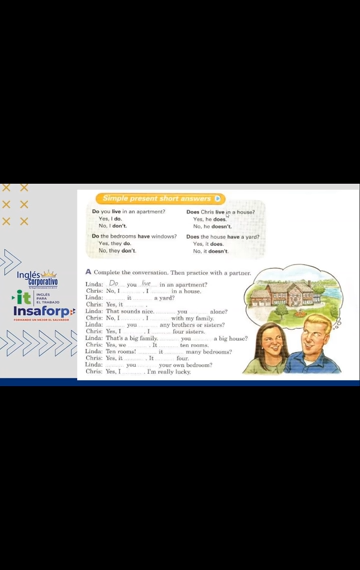 Simple present short answers
Do you live in an apartment?
Yes, I do.
No, I don't.
Do the bedrooms have windows?
Yes, they do.
No, they don't.
Does Chris live in a house?
Yes, he does.
No, he doesn't.
Does the house have a yard?
Yes, it does.
No, it doesn't.
Inglés
Corporativo
it INGLÉS PARA EL TRABAJO
Insaforp
A Complete the conversation. Then practice with a partner.
Linda: Do you live in an apartment?
Chris: No, I ........ . I ........ in a house.
Linda: ........ it ........ a yard?
Chris: Yes, it ........ .
Linda: That sounds nice. ........ you ........ alone?
Chris: No, I ........ . I ........ with my family.
Linda: ........ you ........ any brothers or sisters?
Chris: Yes, I ........ . I ........ four sisters.
Linda: That's a big family. ........ you ........ a big house?
Chris: Yes, we ........ . It ........ ten rooms.
Linda: Ten rooms! ........ it ........ many bedrooms?
Chris: Yes, it ........ . It ........ four.
Linda: ........ you ........ your own bedroom?
Chris: Yes, I ........ . I'm really lucky.